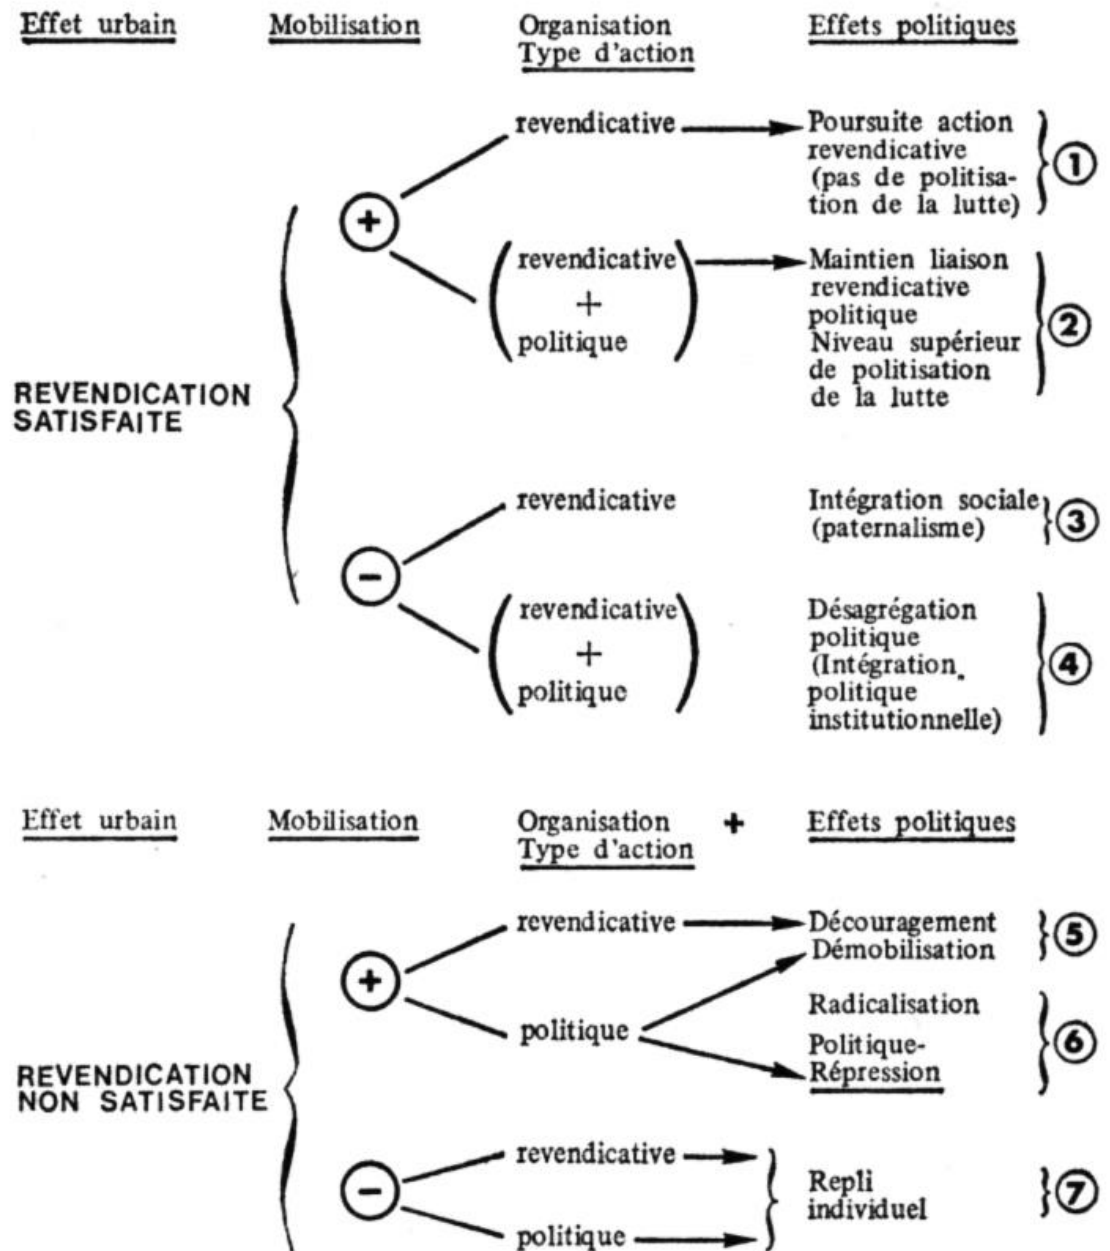 Effet urbain Mobilisation Organisation Effets politiques
Type d'action
revendicative Poursuite action
revendicative
(pas de politisa-
tion de la lutte)
1
+
(revendicative Maintien liaison
+ revendicative
politique) politique
Niveau supérieur
de politisation
de la lutte
2
REVENDICATION
SATISFAITE
revendicative Intégration sociale
(paternalisme)
3
−
(revendicative Désagrégation
+ politique
politique) (Intégration
politique
institutionnelle)
4
Effet urbain Mobilisation Organisation + Effets politiques
Type d'action
revendicative Découragement
Démobilisation
5
+
politique Radicalisation
Politique-
Répression
6
REVENDICATION
NON SATISFAITE
revendicative Repli
− individuel
politique
7